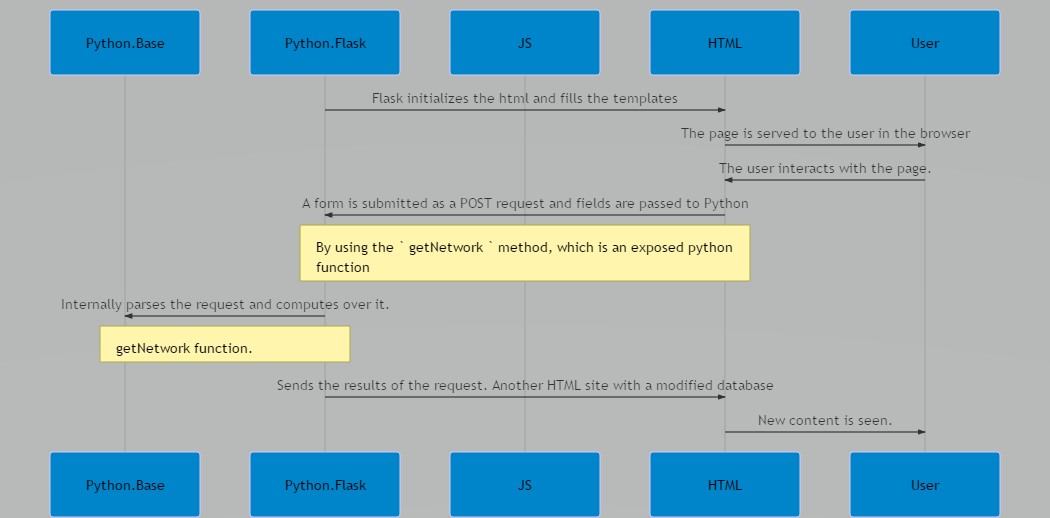 Python.Base
Python.Flask
JS
HTML
User
Flask initializes the html and fills the templates
The page is served to the user in the browser
The user interacts with the page.
A form is submitted as a POST request and fields are passed to Python
By using the ` getNetwork ` method, which is an exposed python
function
Internally parses the request and computes over it.
getNetwork function.
Sends the results of the request. Another HTML site with a modified database
New content is seen.
Python.Base
Python.Flask
JS
HTML
User